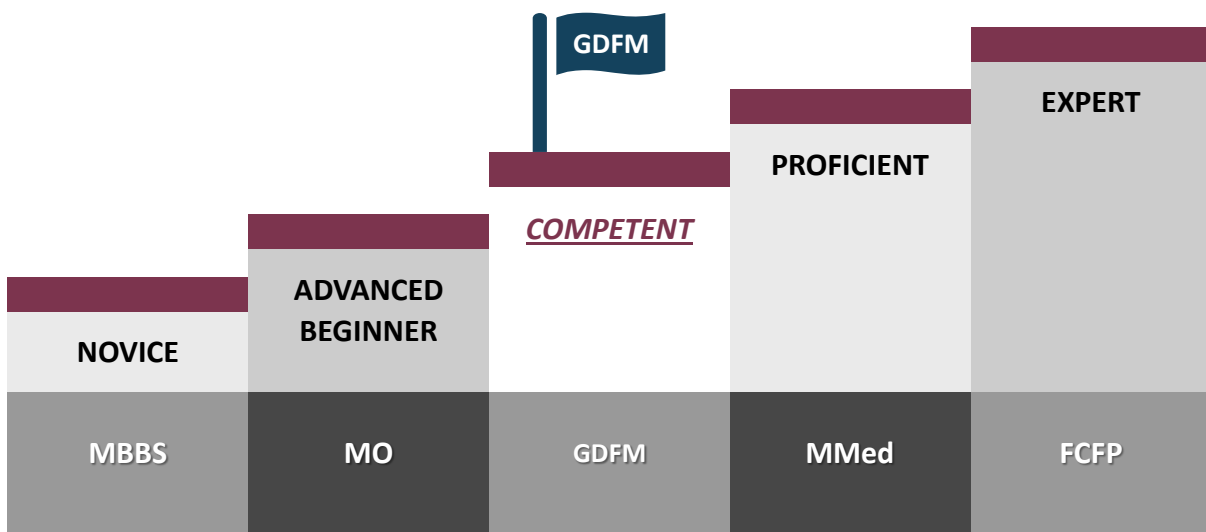 GDFM
EXPERT
PROFICIENT
COMPETENT
ADVANCED
BEGINNER
NOVICE
MBBS
MO
GDFM
MMed
FCFP